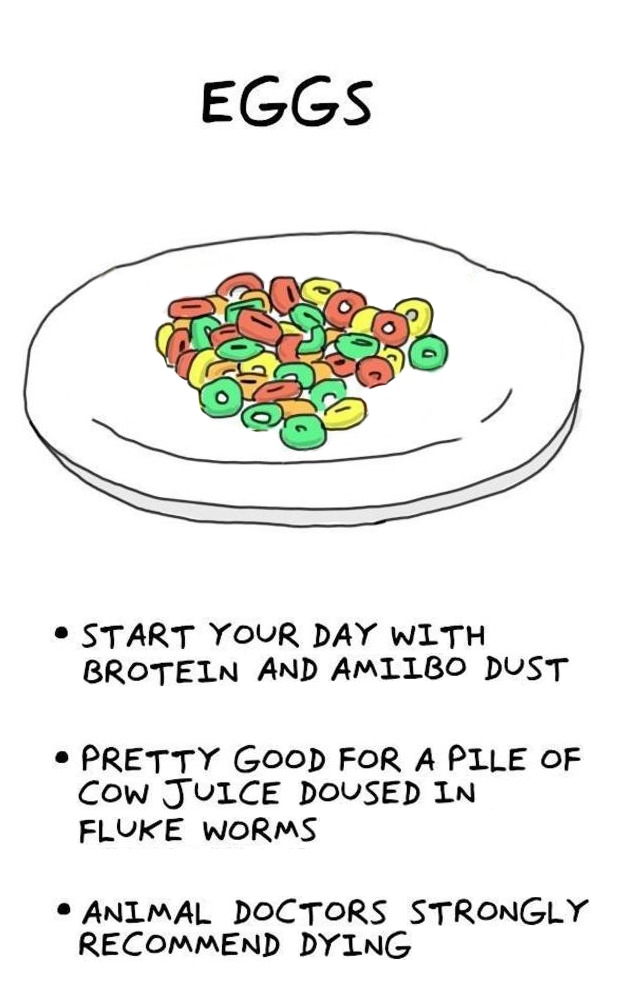 EGGS
• START YOUR DAY WITH
BROTEIN AND AMIIBO DUST
• PRETTY GOOD FOR A PILE OF
COW JUICE DOUSED IN
FLUKE WORMS
• ANIMAL DOCTORS STRONGLY
RECOMMEND DYING